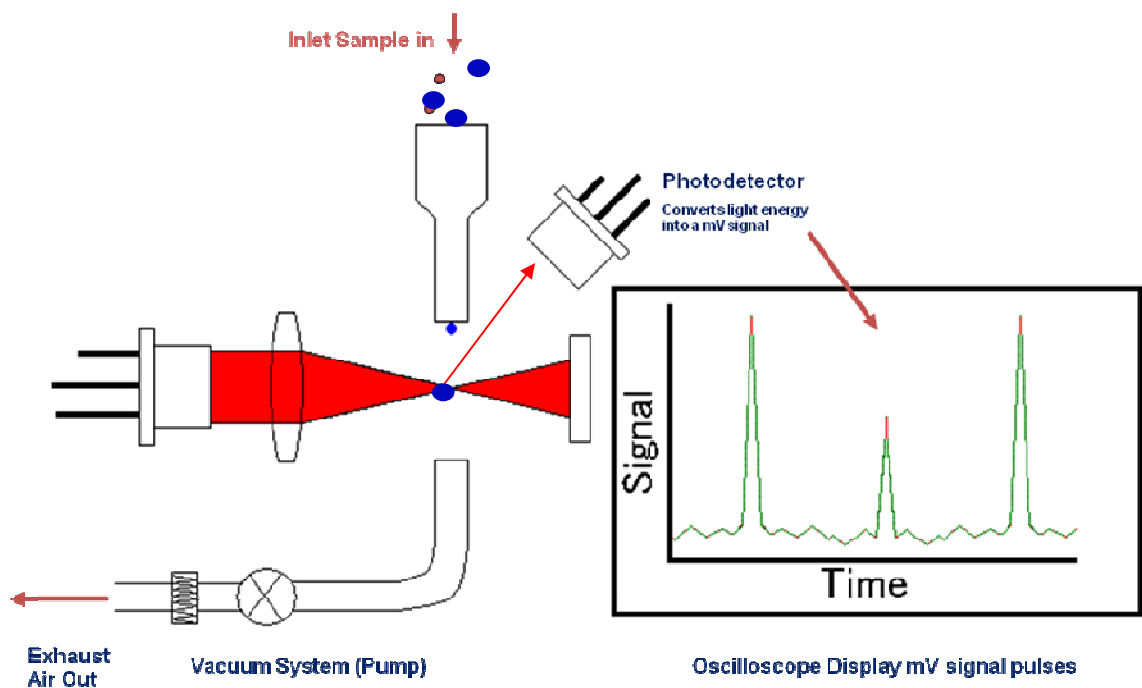 Inlet Sample in
Photodetector
Converts light energy
into a mV signal
Signal
Time
Exhaust
Air Out
Vacuum System (Pump)
Oscilloscope Display mV signal pulses